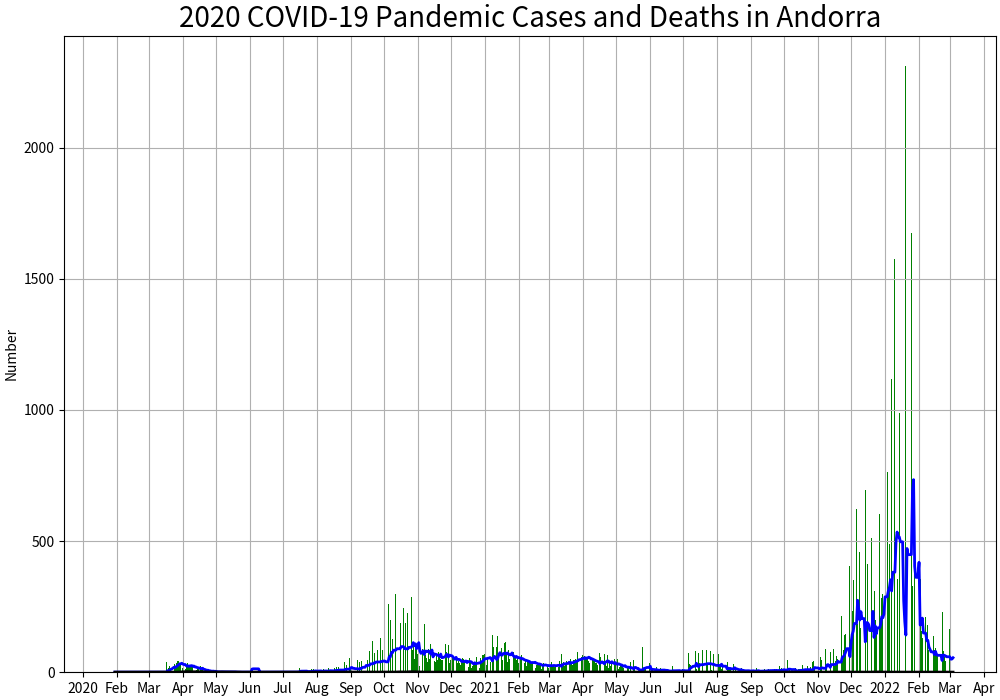 2020 COVID-19 Pandemic Cases and Deaths in Andorra
Number
2000
1500
1000
500
0
2020 Feb Mar Apr May Jun Jul Aug Sep Oct Nov Dec 2021 Feb Mar Apr May Jun Jul Aug Sep Oct Nov Dec 2022 Feb Mar Apr